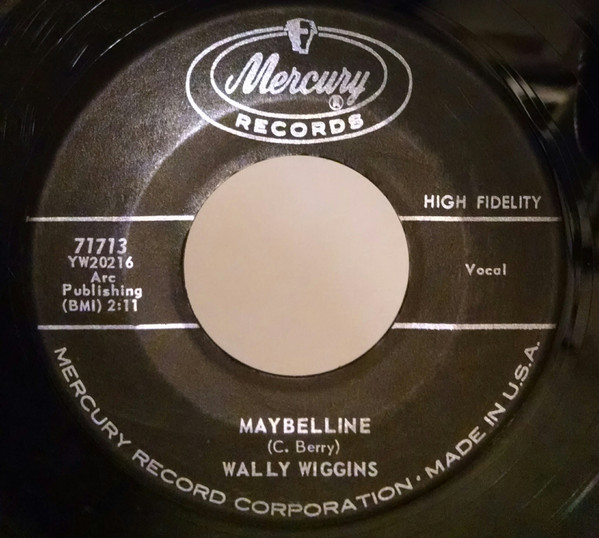 Mercury
®
RECORDS
HIGH FIDELITY
71713
YW20216
Arc
Publishing
(BMI) 2:11
Vocal
MAYBELLINE
(C. Berry)
WALLY WIGGINS
MERCURY RECORD CORPORATION · MADE IN U.S.A.